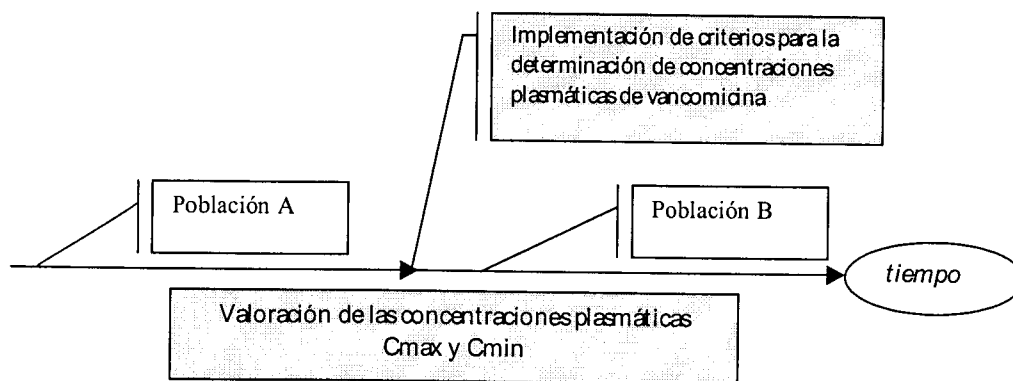 Implementación de criterios para la
determinación de concentraciones
plasmáticas de vancomicina
Población A
Población B
tiempo
Valoración de las concentraciones plasmáticas
Cmax y Cmin